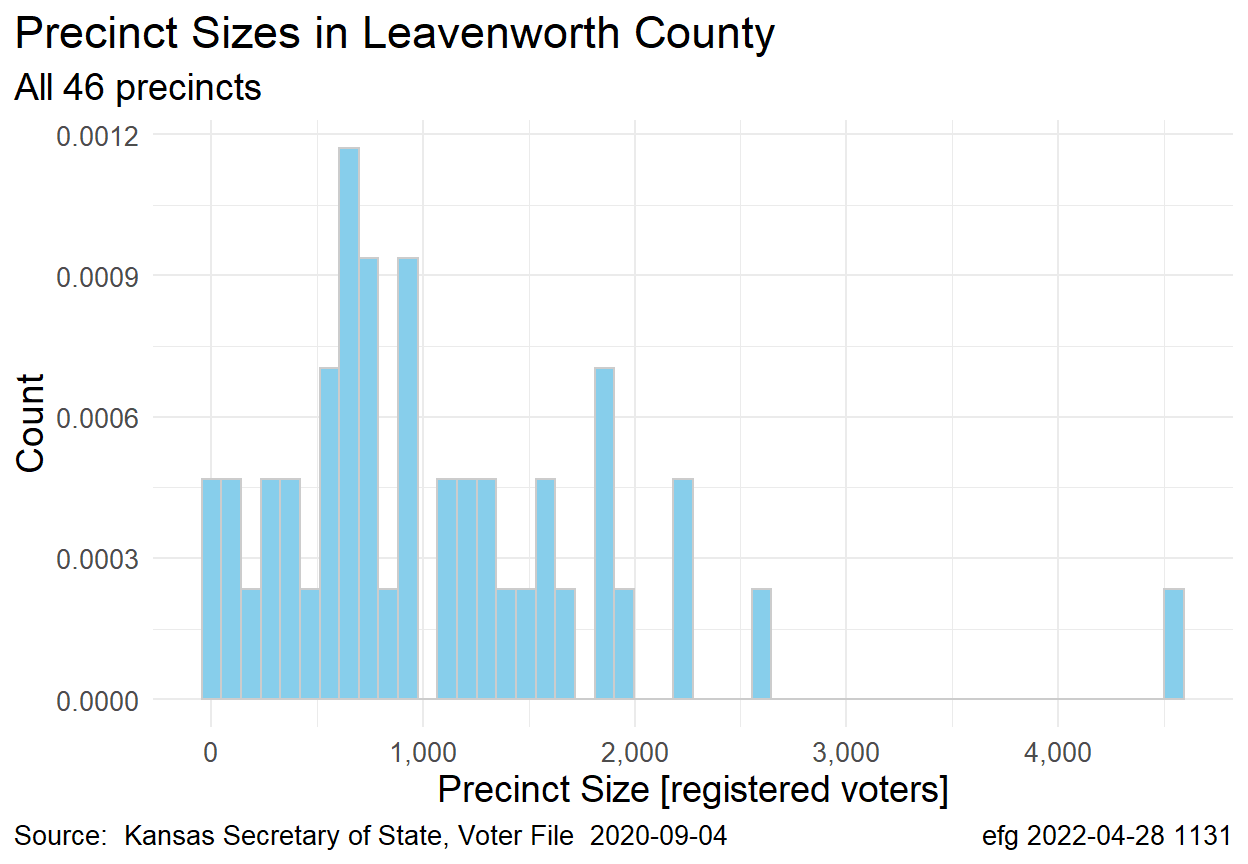 Precinct Sizes in Leavenworth County
All 46 precincts
0.0012
0.0009
0.0006
0.0003
0.0000
Count
0 1,000 2,000 3,000 4,000
Precinct Size [registered voters]
Source:  Kansas Secretary of State, Voter File  2020-09-04 efg 2022-04-28 1131